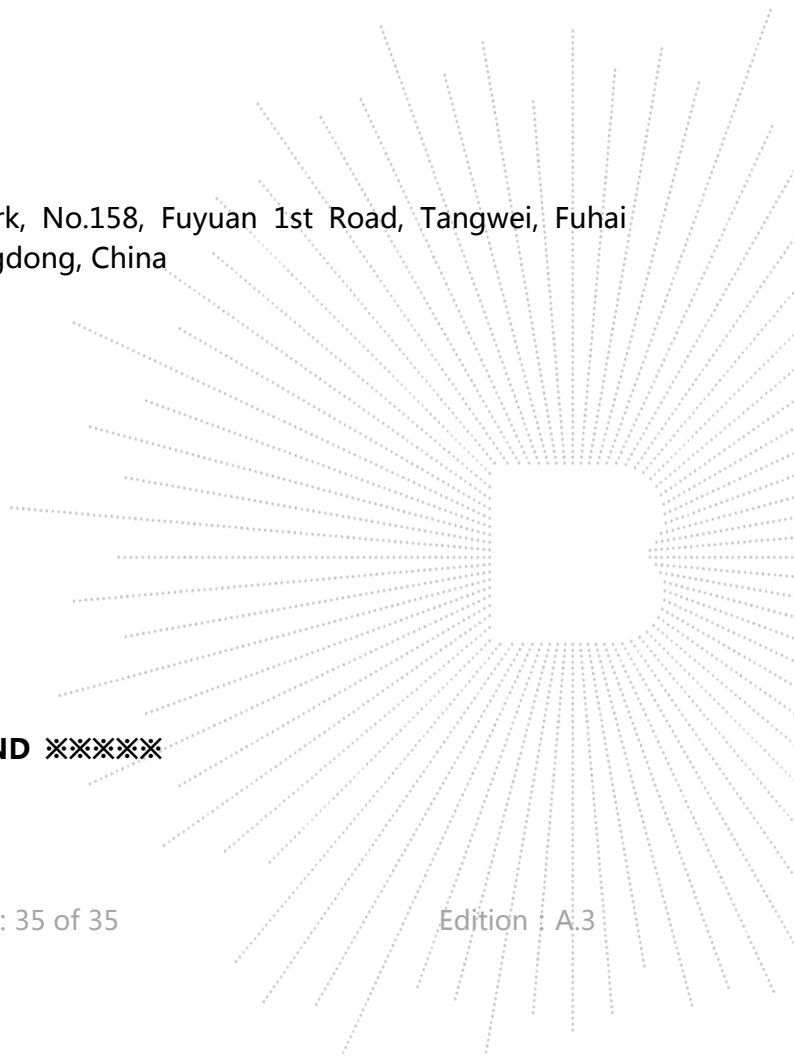 rk, No.158, Fuyuan 1st Road, Tangwei, Fuhai
gdong, China
ND ※※※※※
: 35 of 35 Edition：A.3